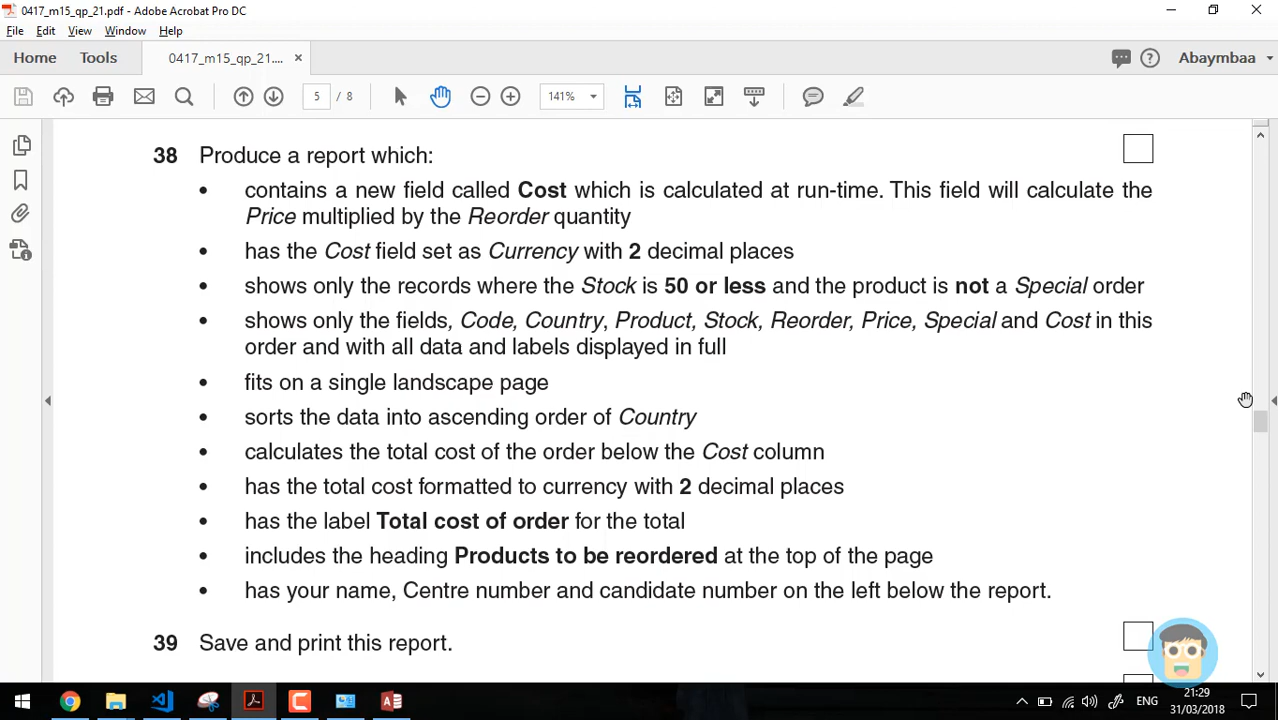 0417_m15_qp_21.pdf - Adobe Acrobat Pro DC
File Edit View Window Help
Home Tools 0417_m15_qp_21.... × Abaymbaa
5 / 8 141%
38 Produce a report which:
• contains a new field called Cost which is calculated at run-time. This field will calculate the
Price multiplied by the Reorder quantity
• has the Cost field set as Currency with 2 decimal places
• shows only the records where the Stock is 50 or less and the product is not a Special order
• shows only the fields, Code, Country, Product, Stock, Reorder, Price, Special and Cost in this
order and with all data and labels displayed in full
• fits on a single landscape page
• sorts the data into ascending order of Country
• calculates the total cost of the order below the Cost column
• has the total cost formatted to currency with 2 decimal places
• has the label Total cost of order for the total
• includes the heading Products to be reordered at the top of the page
• has your name, Centre number and candidate number on the left below the report.
39 Save and print this report.
ENG
21:29
31/03/2018